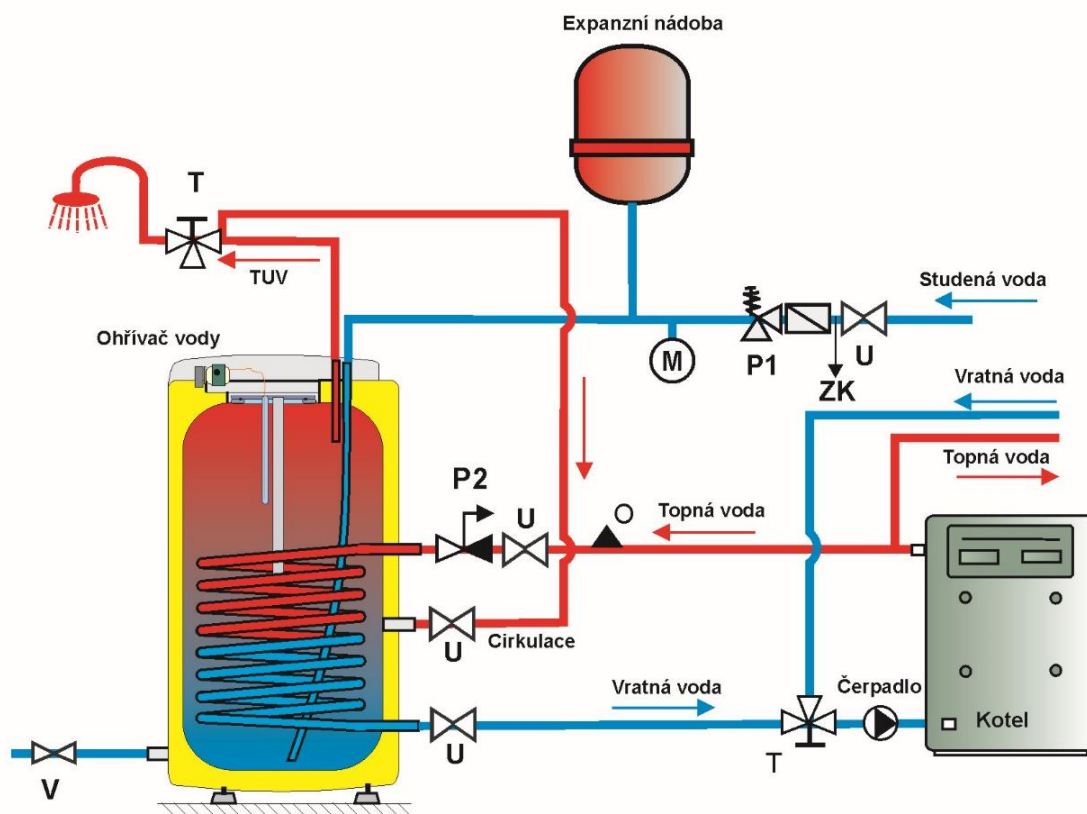 Expanzní nádoba
T
TUV
Studená voda
Ohřívač vody
M
P1
U
ZK
Vratná voda
Topná voda
P2
U
O
Topná voda
U
Cirkulace
Vratná voda
Čerpadlo
Kotel
U
T
V